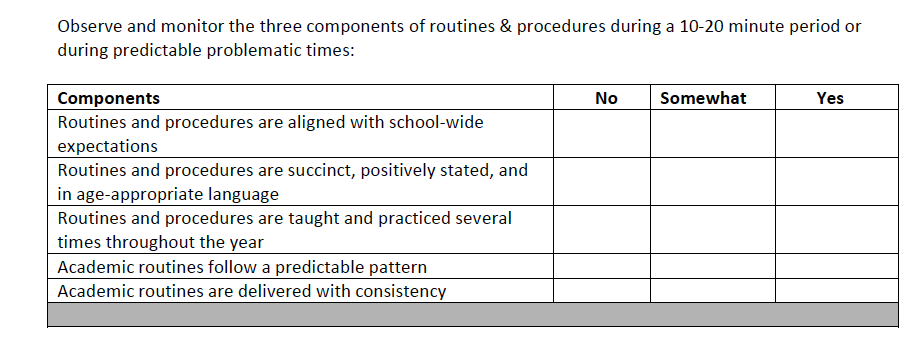 Observe and monitor the three components of routines & procedures during a 10-20 minute period or
during predictable problematic times:
Components No Somewhat Yes
Routines and procedures are aligned with school-wide
expectations
Routines and procedures are succinct, positively stated, and
in age-appropriate language
Routines and procedures are taught and practiced several
times throughout the year
Academic routines follow a predictable pattern
Academic routines are delivered with consistency